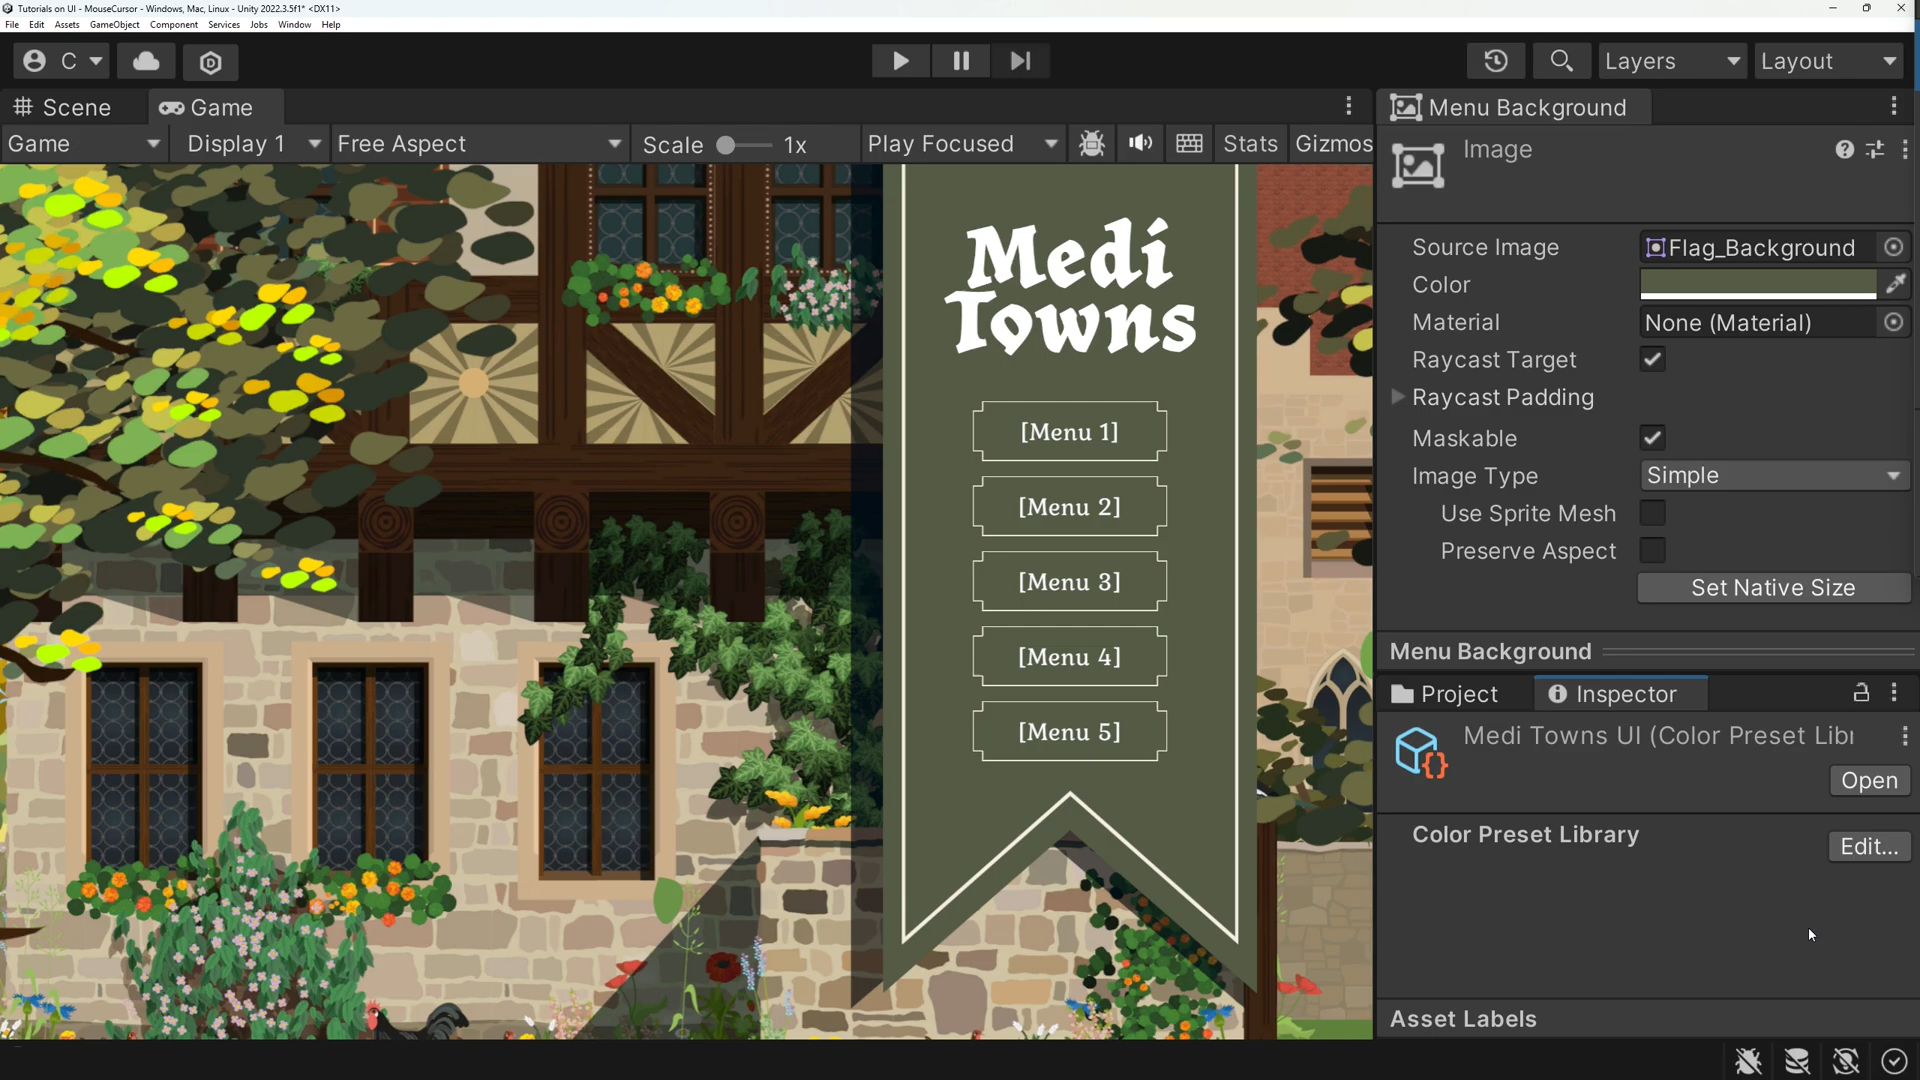 Tutorials on UI - MouseCursor - Windows, Mac, Linux - Unity 2022.3.5f1* <DX11>
File Edit Assets GameObject Component Services Jobs Window Help
C
Layers
Layout
Scene
Game
Menu Background
Game
Display 1
Free Aspect
Scale 1x
Play Focused
Stats
Gizmos
Image
Source Image
Flag_Background
Color
Material
None (Material)
Raycast Target
Raycast Padding
Maskable
Image Type
Simple
Use Sprite Mesh
Preserve Aspect
Set Native Size
Medi
Towns
[Menu 1]
[Menu 2]
[Menu 3]
[Menu 4]
[Menu 5]
Menu Background
Project
Inspector
Medi Towns UI (Color Preset Libr
Open
Color Preset Library
Edit...
Asset Labels